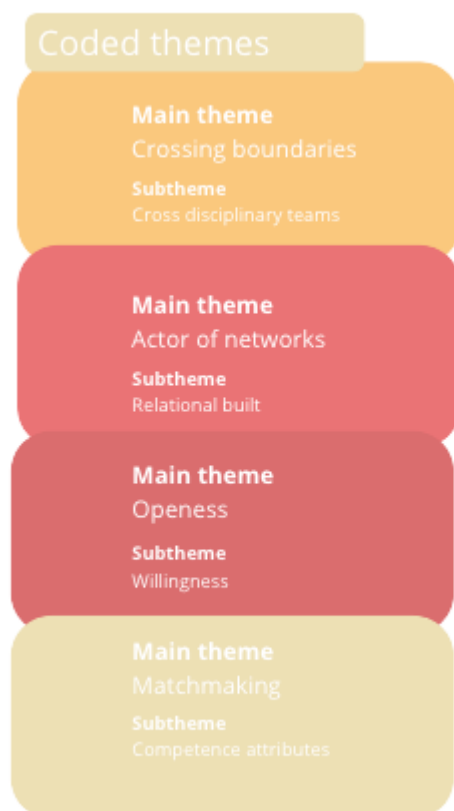 Coded themes
Main theme
Crossing boundaries
Subtheme
Cross disciplinary teams
Main theme
Actor of networks
Subtheme
Relational built
Main theme
Openess
Subtheme
Willingness
Main theme
Matchmaking
Subtheme
Competence attributes